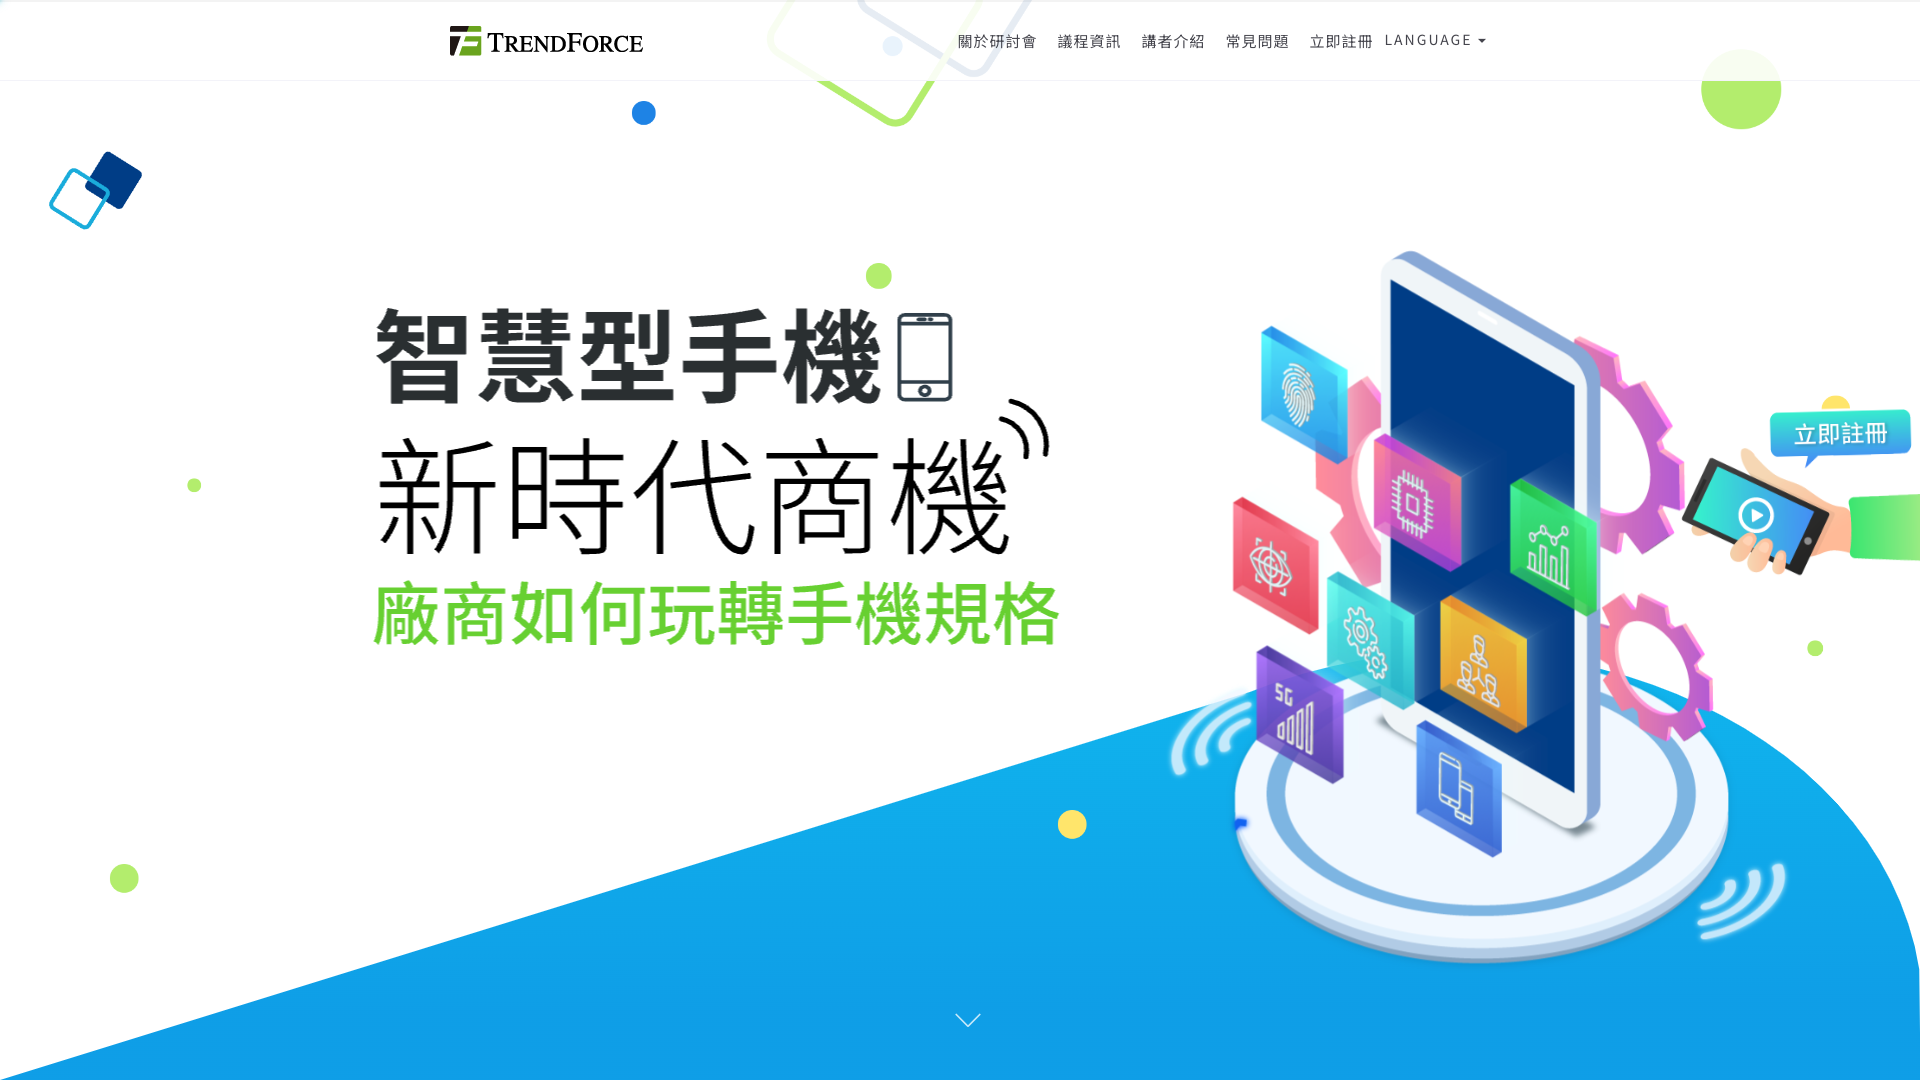 TRENDFORCE
關於研討會 議程資訊 講者介紹 常見問題 立即註冊 LANGUAGE
智慧型手機
新時代商機
廠商如何玩轉手機規格
立即註冊
5G